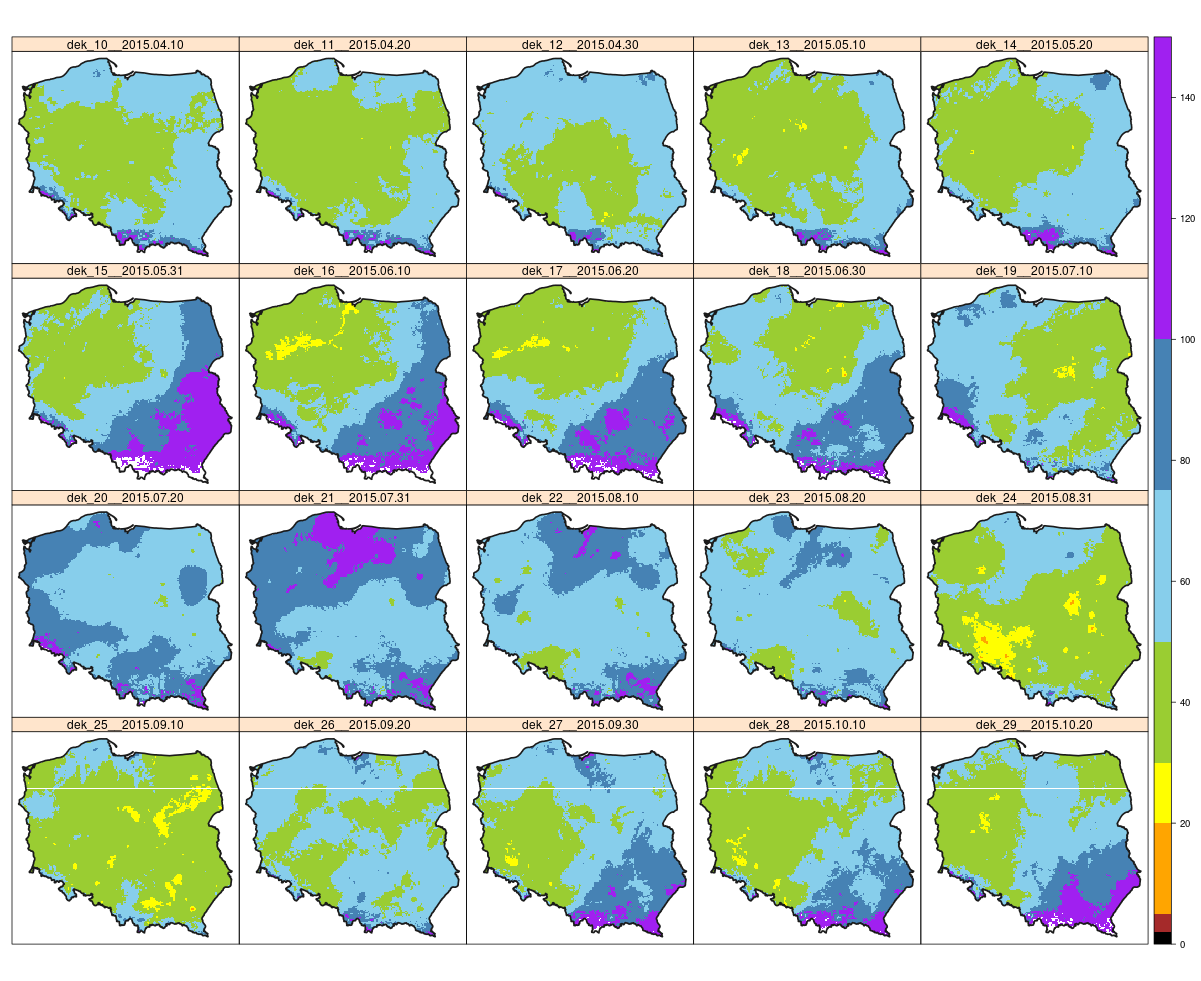 dek_10__2015.04.10
dek_11__2015.04.20
dek_12__2015.04.30
dek_13__2015.05.10
dek_14__2015.05.20
dek_15__2015.05.31
dek_16__2015.06.10
dek_17__2015.06.20
dek_18__2015.06.30
dek_19__2015.07.10
dek_20__2015.07.20
dek_21__2015.07.31
dek_22__2015.08.10
dek_23__2015.08.20
dek_24__2015.08.31
dek_25__2015.09.10
dek_26__2015.09.20
dek_27__2015.09.30
dek_28__2015.10.10
dek_29__2015.10.20
140
120
100
80
60
40
20
0